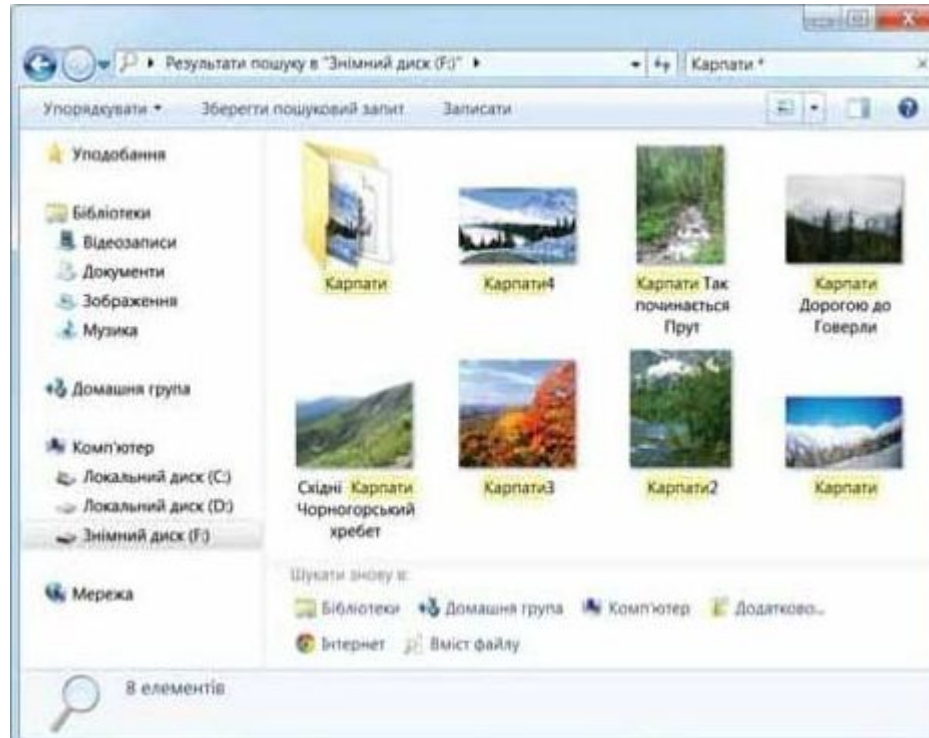 Результати пошуку в "Знімний диск (F:)"
Карпати *
Упорядкувати
Зберегти пошуковий запит
Записати
Уподобання
Бібліотеки
Відеозаписи
Документи
Зображення
Музика
Домашня група
Комп'ютер
Локальний диск (C:)
Локальний диск (D:)
Знімний диск (F:)
Мережа
Карпати
Карпати4
Карпати Так
починається
Прут
Карпати
Дорогою до
Говерли
Східні Карпати
Чорногорський
хребет
Карпати3
Карпати2
Карпати
Шукати знову в:
Бібліотеки
Домашня група
Комп'ютер
Додатково...
Інтернет
Вміст файлу
8 елементів